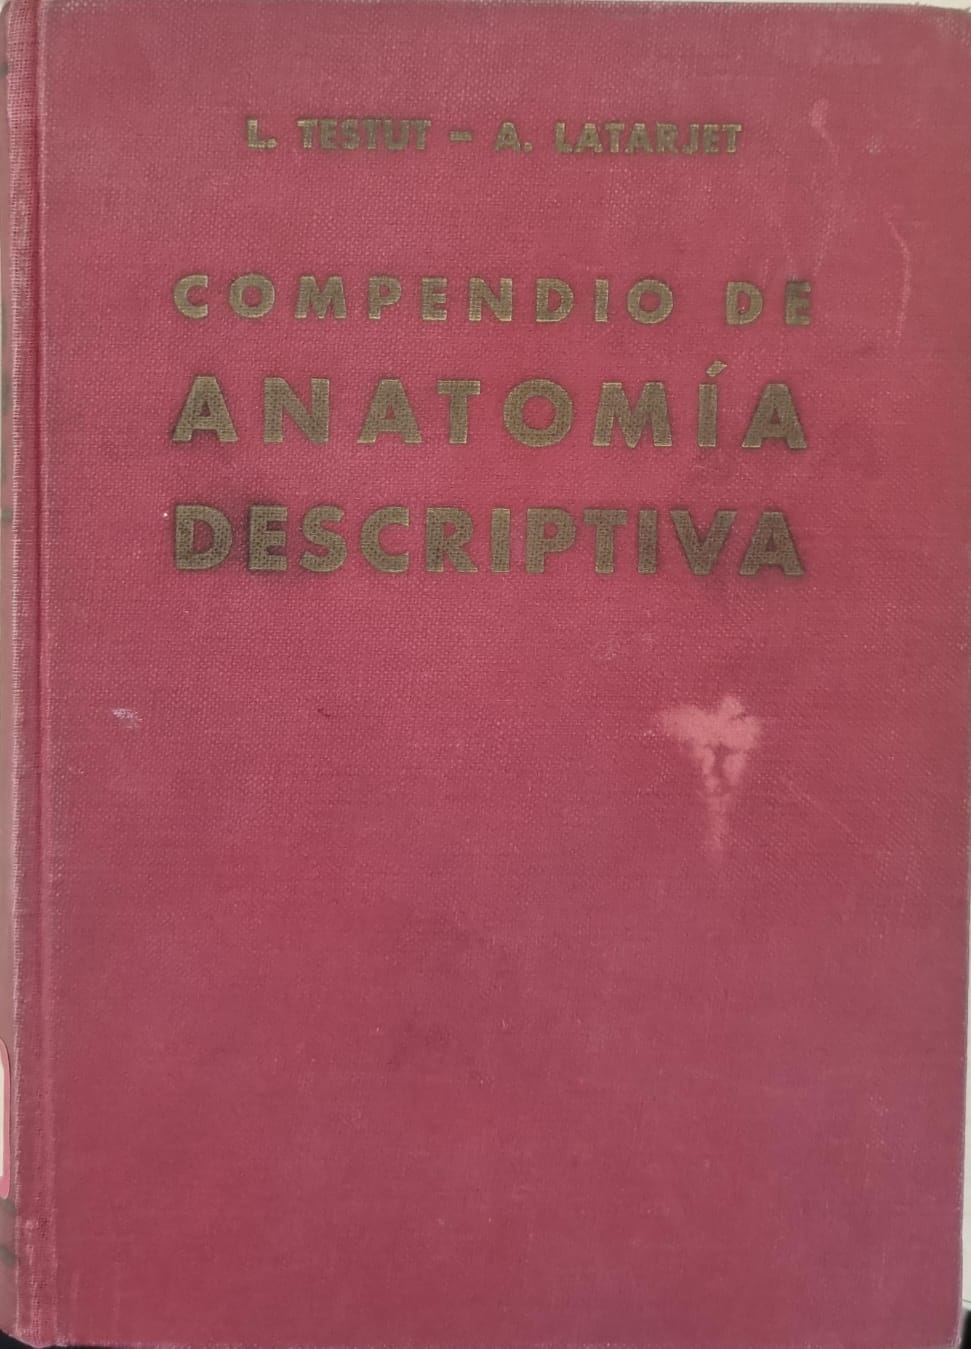 L. TESTUT - A. LATARJET
COMPENDIO DE
ANATOMÍA
DESCRIPTIVA